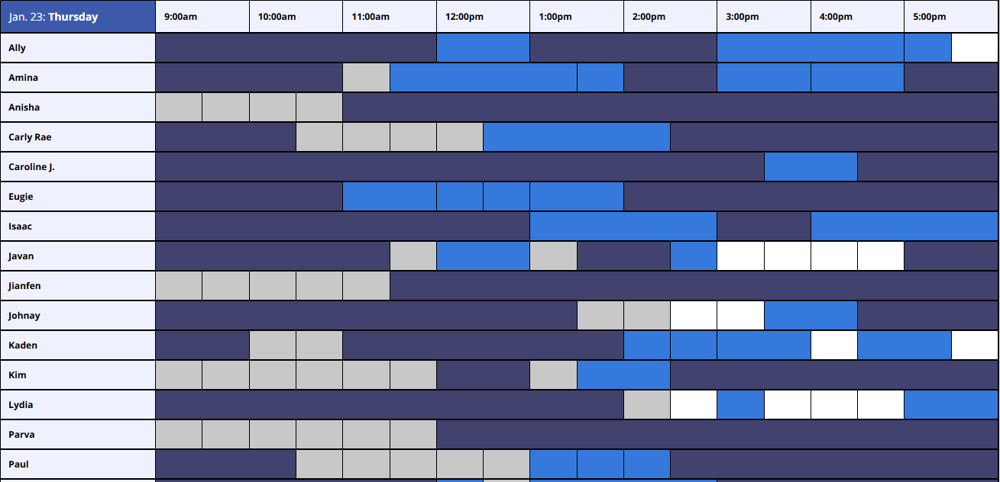 Jan. 23: Thursday 9:00am 10:00am 11:00am 12:00pm 1:00pm 2:00pm 3:00pm 4:00pm 5:00pm
Ally
Amina
Anisha
Carly Rae
Caroline J.
Eugie
Isaac
Javan
Jianfen
Johnay
Kaden
Kim
Lydia
Parva
Paul